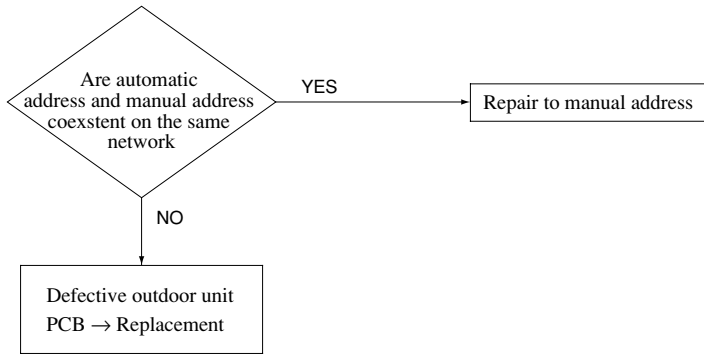 Are automatic
address and manual address
coexstent on the same
network
YES
Repair to manual address
NO
Defective outdoor unit
PCB → Replacement